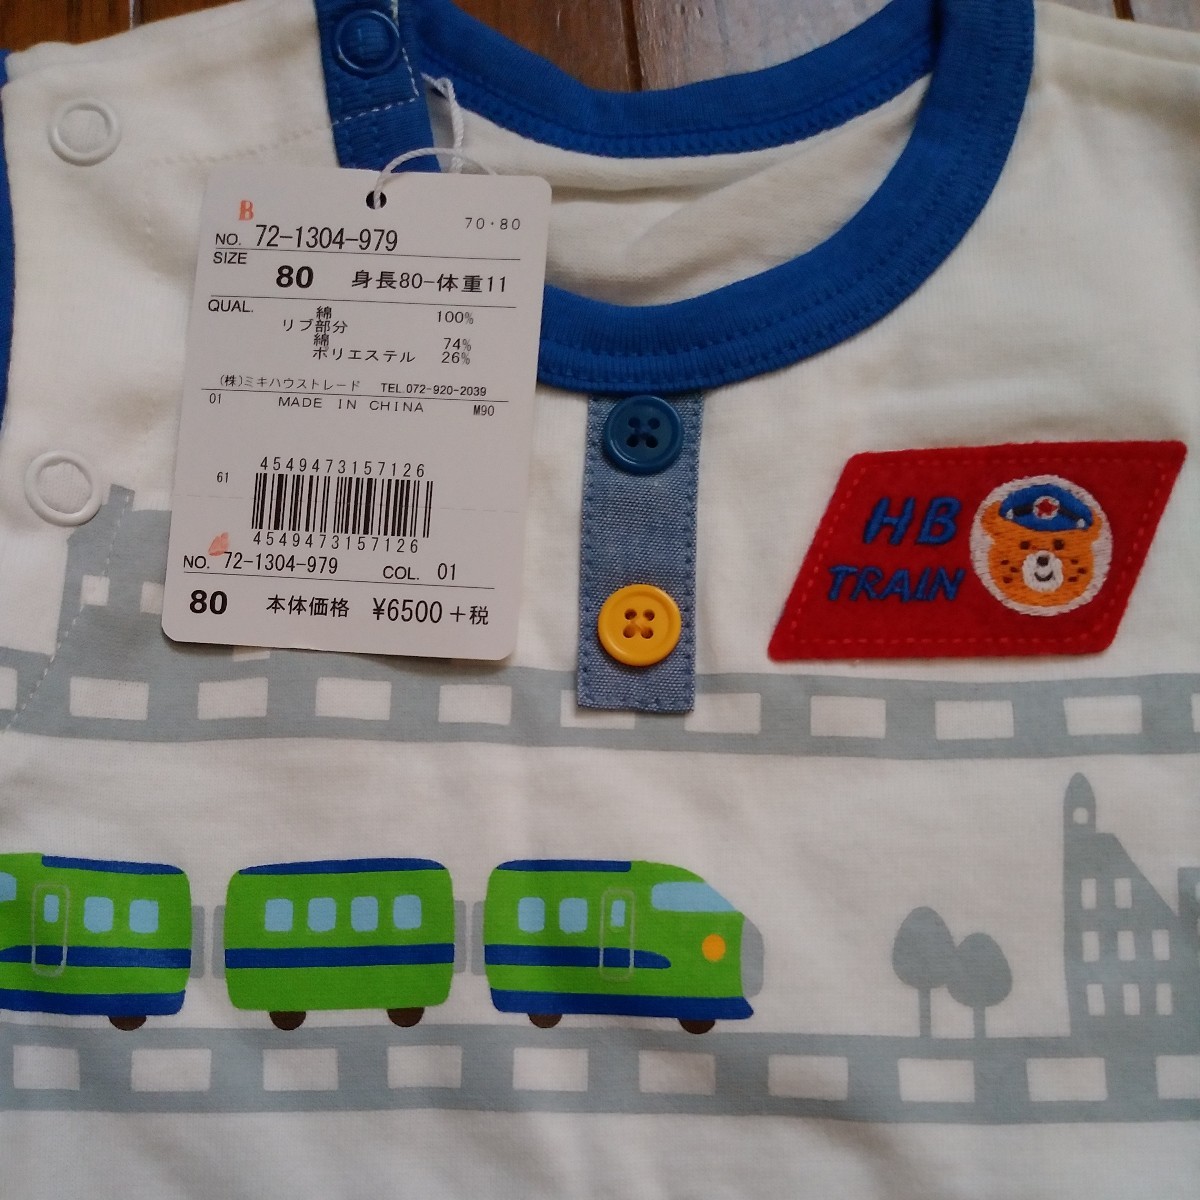 B
70・80
NO. 72-1304-979
SIZE
80 身長80-体重11
QUAL.
綿 100%
リブ部分
綿 74%
ポリエステル 26%
(株)ミキハウストレード TEL.072-920-2039
01 MADE IN CHINA M90
4549473157126
61
4549473157126
NO. 72-1304-979 COL. 01
80 本体価格 ¥6500+税
HB
TRAIN